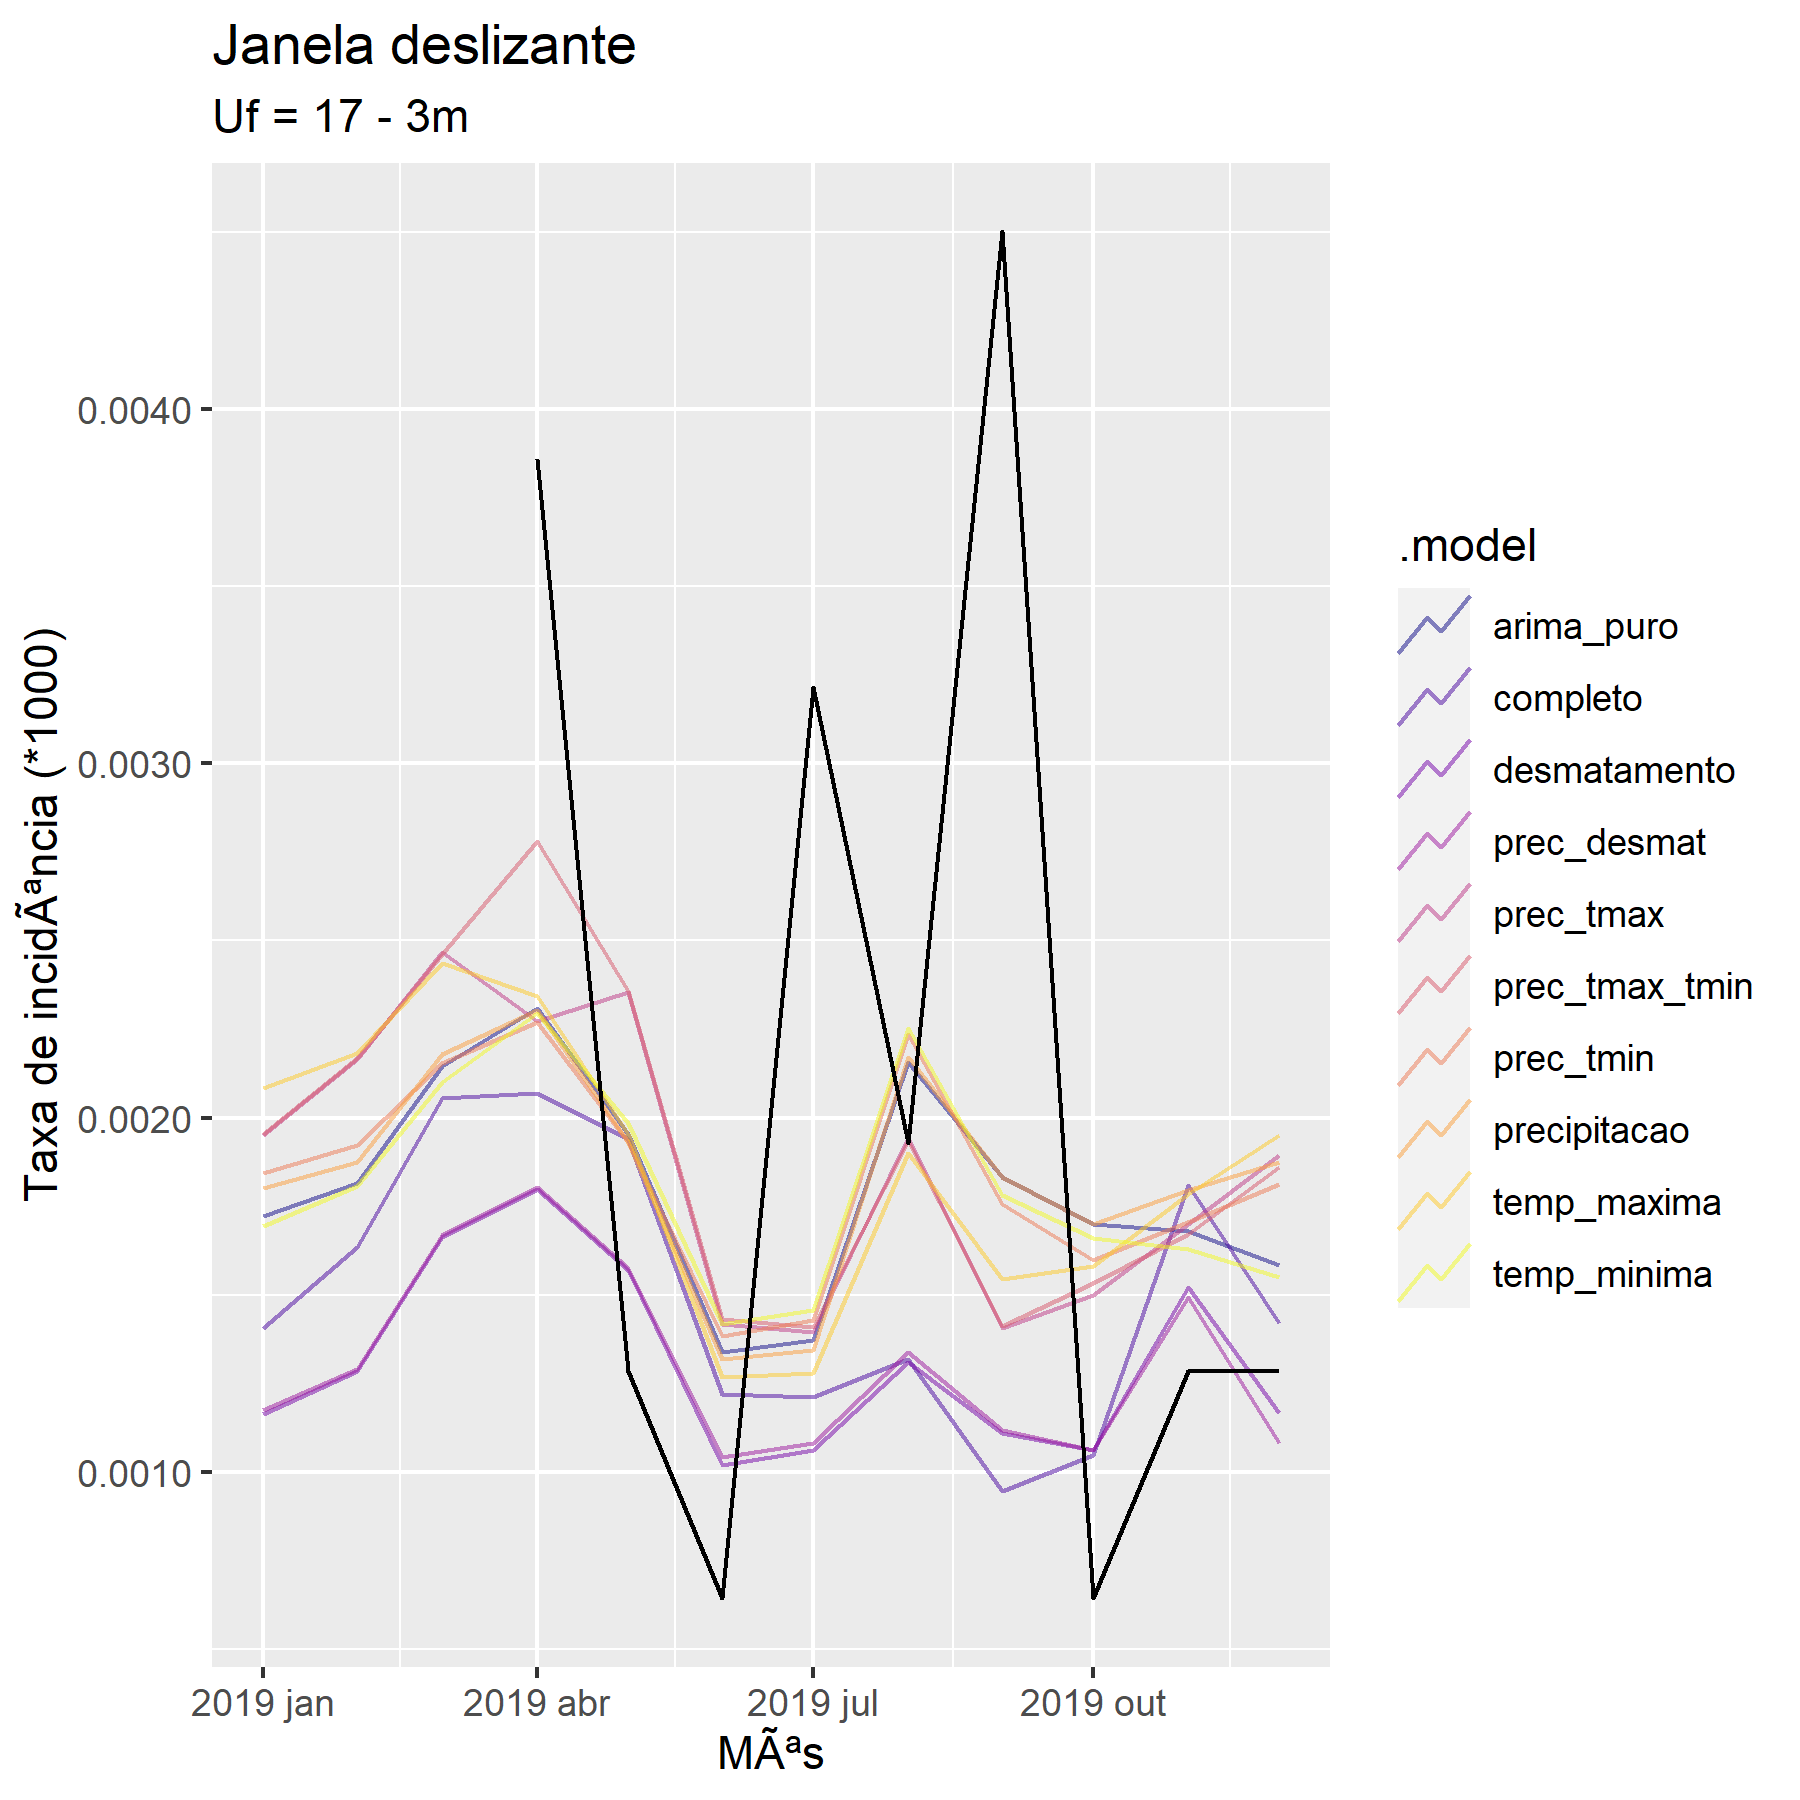 Janela deslizante
Uf = 17 - 3m
Taxa de incidÃªncia (*1000)
0.0040
0.0030
0.0020
0.0010
2019 jan
2019 abr
2019 jul
2019 out
MÃªs
.model
arima_puro
completo
desmatamento
prec_desmat
prec_tmax
prec_tmax_tmin
prec_tmin
precipitacao
temp_maxima
temp_minima